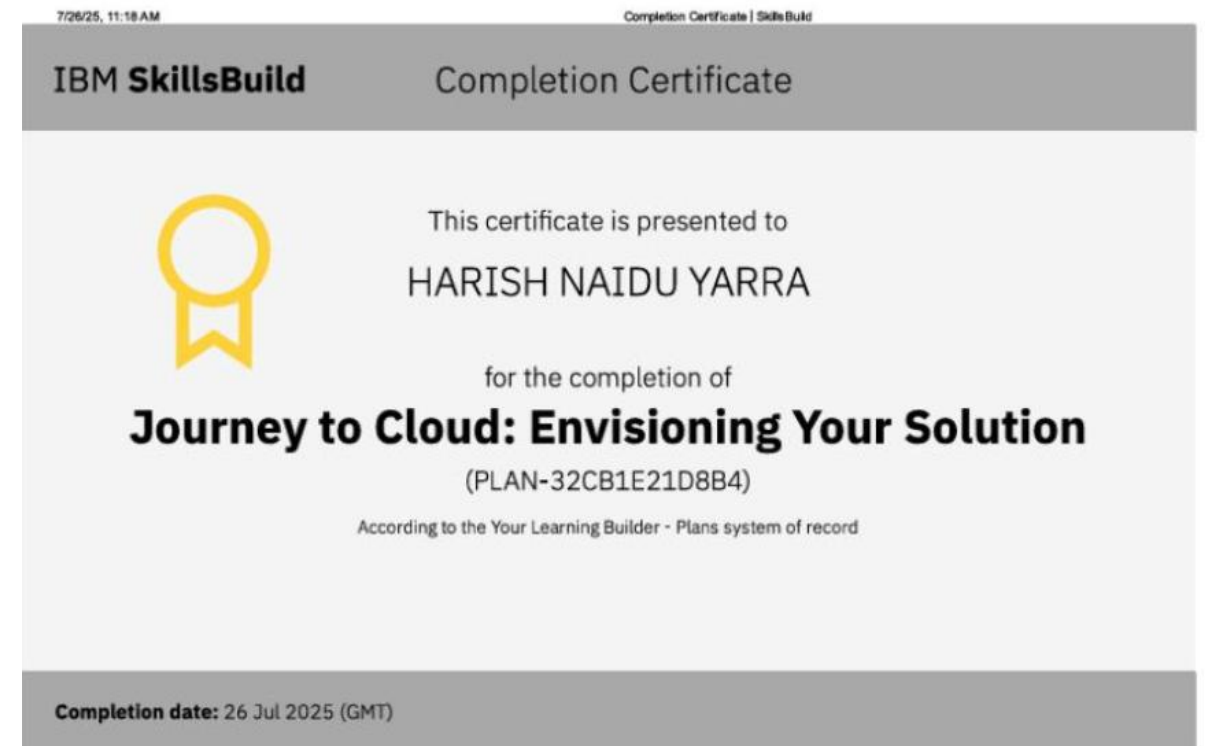 7/26/25, 11:18 AM Completion Certificate | SkillsBuild
IBM SkillsBuild Completion Certificate
This certificate is presented to
HARISH NAIDU YARRA
for the completion of
Journey to Cloud: Envisioning Your Solution
(PLAN-32CB1E21D8B4)
According to the Your Learning Builder - Plans system of record
Completion date: 26 Jul 2025 (GMT)